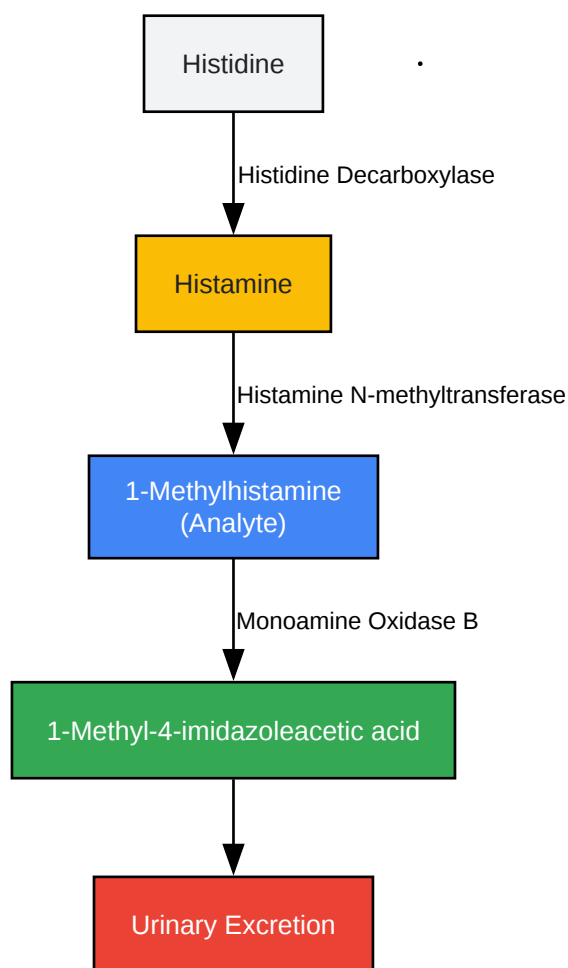 Histidine
Histidine Decarboxylase
Histamine
Histamine N-methyltransferase
1-Methylhistamine
(Analyte)
Monoamine Oxidase B
1-Methyl-4-imidazoleacetic acid
Urinary Excretion